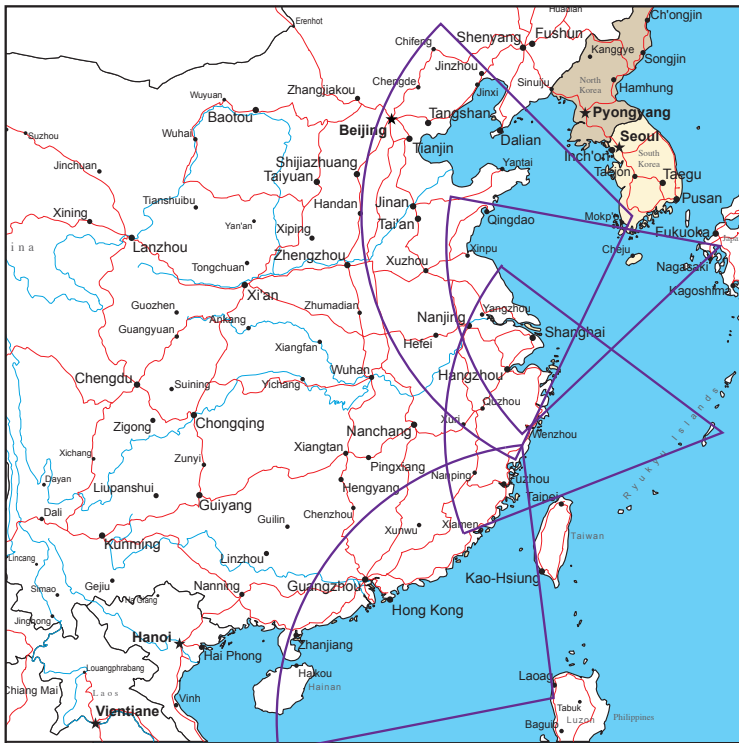 Huadian
Ch'ongjin
Erenhot
Shenyang
Fushun
Chifeng
Kanggye
Songjin
Jinzhou
Chengde
North
Korea
Hamhung
Sinuiju
Jinxi
Zhangjiakou
Wuyuan
Baotou
Tangshan
Pyongyang
Beijing
Dalian
Seoul
Suzhou
Wuhai
Tianjin
Inch'on
South
Korea
Yantai
Jinchuan
Shijiazhuang
Taiyuan
Taejon
Taegu
Tianshuibu
Handan
Jinan
Pusan
Xining
Yan'an
Xiping
Tai'an
Qingdao
Mokp'o
Fukuoka
Lanzhou
ina
Tongchuan
Zhengzhou
Xuzhou
Xinpu
Cheju
Nagasaki
Kagoshima
Xi'an
Guozhen
Zhumadian
Yangzhou
Guangyuan
Ankang
Nanjing
Shanghai
Xiangfan
Hefei
Wuhan
Hangzhou
Chengdu
Suining
Yichang
Quzhou
Zigong
Chongqing
Nanchang
Xuri
Wenzhou
Ryukyu Islands
Xichang
Zunyi
Xiangtan
Pingxiang
Dayan
Nanping
Liupanshui
Hengyang
Fuzhou
Guiyang
Taipei
Dali
Chenzhou
Guilin
Xunwu
Xiamen
Kunming
Taiwan
Linzhou
Lincang
Simao
Gejiu
Nanning
Guangzhou
Kao-Hsiung
Ha Giang
Hong Kong
Jinghong
Hanoi
Hai Phong
Zhanjiang
Louangphrabang
Haikou
Laoag
Chiang Mai
Laos
Hainan
Vinh
Tabuk
Vientiane
Luzon
Philippines
Baguio